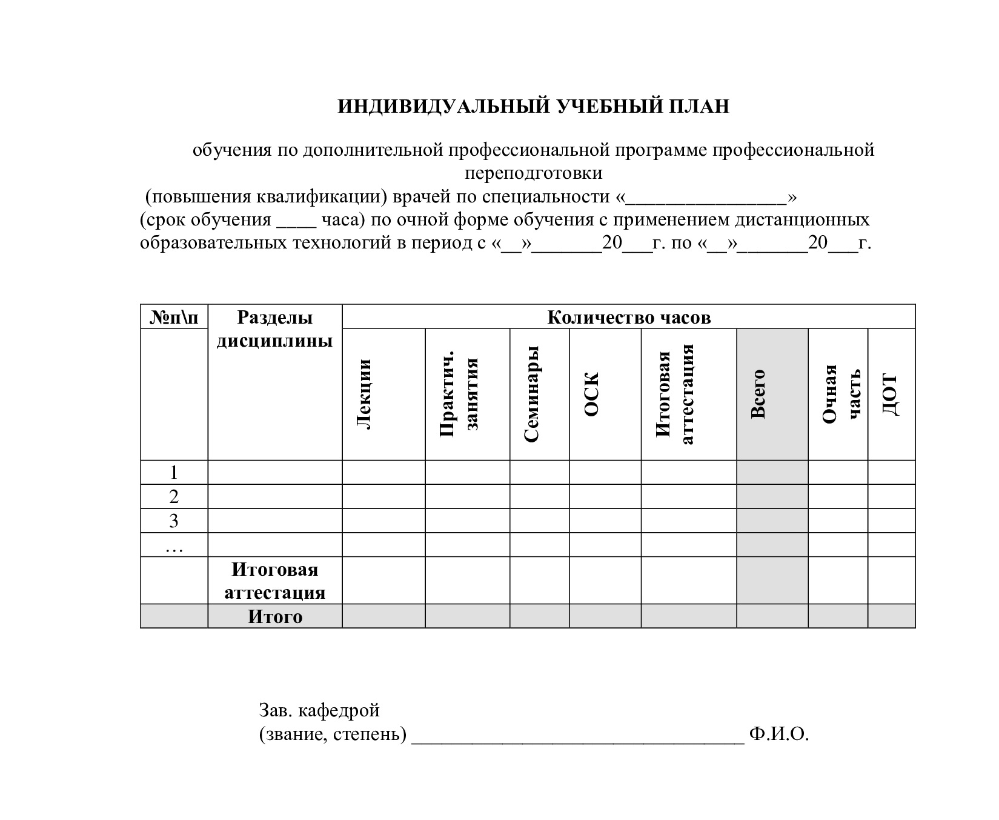 ИНДИВИДУАЛЬНЫЙ УЧЕБНЫЙ ПЛАН
обучения по дополнительной профессиональной программе профессиональной
переподготовки
(повышения квалификации) врачей по специальности «________________»
(срок обучения ____ часа) по очной форме обучения с применением дистанционных
образовательных технологий в период с «__»_______20___г. по «__»_______20___г.
№п\п
Разделы
дисциплины
Количество часов
Лекции
Практич.
занятия
Семинары
ОСК
Итоговая
аттестация
Всего
Очная
часть
ДОТ
1
2
3
…
Итоговая
аттестация
Итого
Зав. кафедрой
(звание, степень) _________________________________ Ф.И.О.